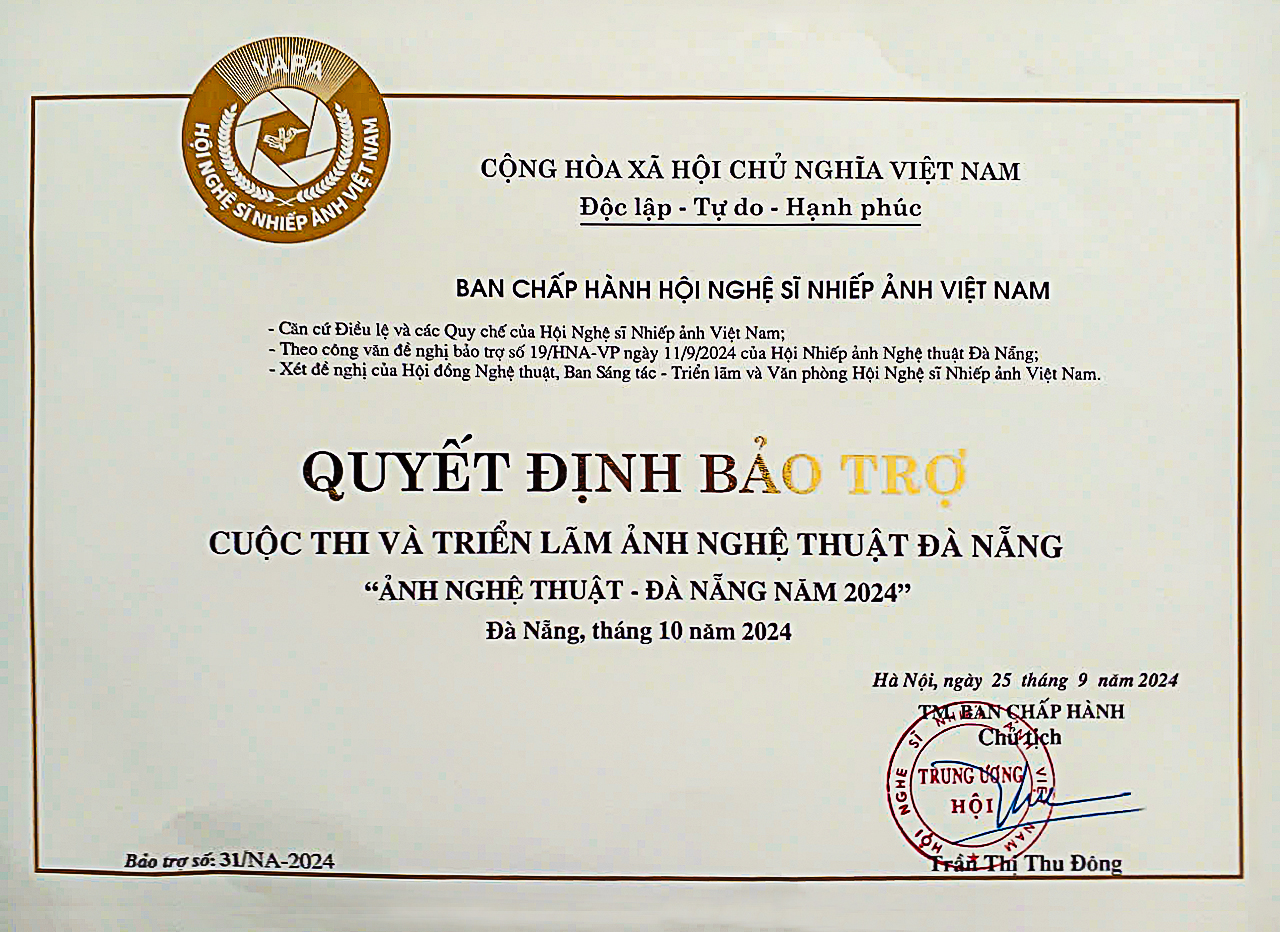 VAPA
HỘI NGHỆ SĨ NHIẾP ẢNH VIỆT NAM
CỘNG HÒA XÃ HỘI CHỦ NGHĨA VIỆT NAM
Độc lập - Tự do - Hạnh phúc
BAN CHẤP HÀNH HỘI NGHỆ SĨ NHIẾP ẢNH VIỆT NAM
- Căn cứ Điều lệ và các Quy chế của Hội Nghệ sĩ Nhiếp ảnh Việt Nam;
- Theo công văn đề nghị bảo trợ số 19/HNA-VP ngày 11/9/2024 của Hội Nhiếp ảnh Nghệ thuật Đà Nẵng;
- Xét đề nghị của Hội đồng Nghệ thuật, Ban Sáng tác - Triển lãm và Văn phòng Hội Nghệ sĩ Nhiếp ảnh Việt Nam.
QUYẾT ĐỊNH BẢO TRỢ
CUỘC THI VÀ TRIỂN LÃM ẢNH NGHỆ THUẬT ĐÀ NẴNG
“ẢNH NGHỆ THUẬT - ĐÀ NẴNG NĂM 2024”
Đà Nẵng, tháng 10 năm 2024
Hà Nội, ngày 25 tháng 9 năm 2024
TM. BAN CHẤP HÀNH
Chủ tịch
HỘI NGHỆ SĨ NHIẾP ẢNH VIỆT NAM
TRUNG ƯƠNG
HỘI
Trần Thị Thu Đông
Bảo trợ số: 31/NA-2024